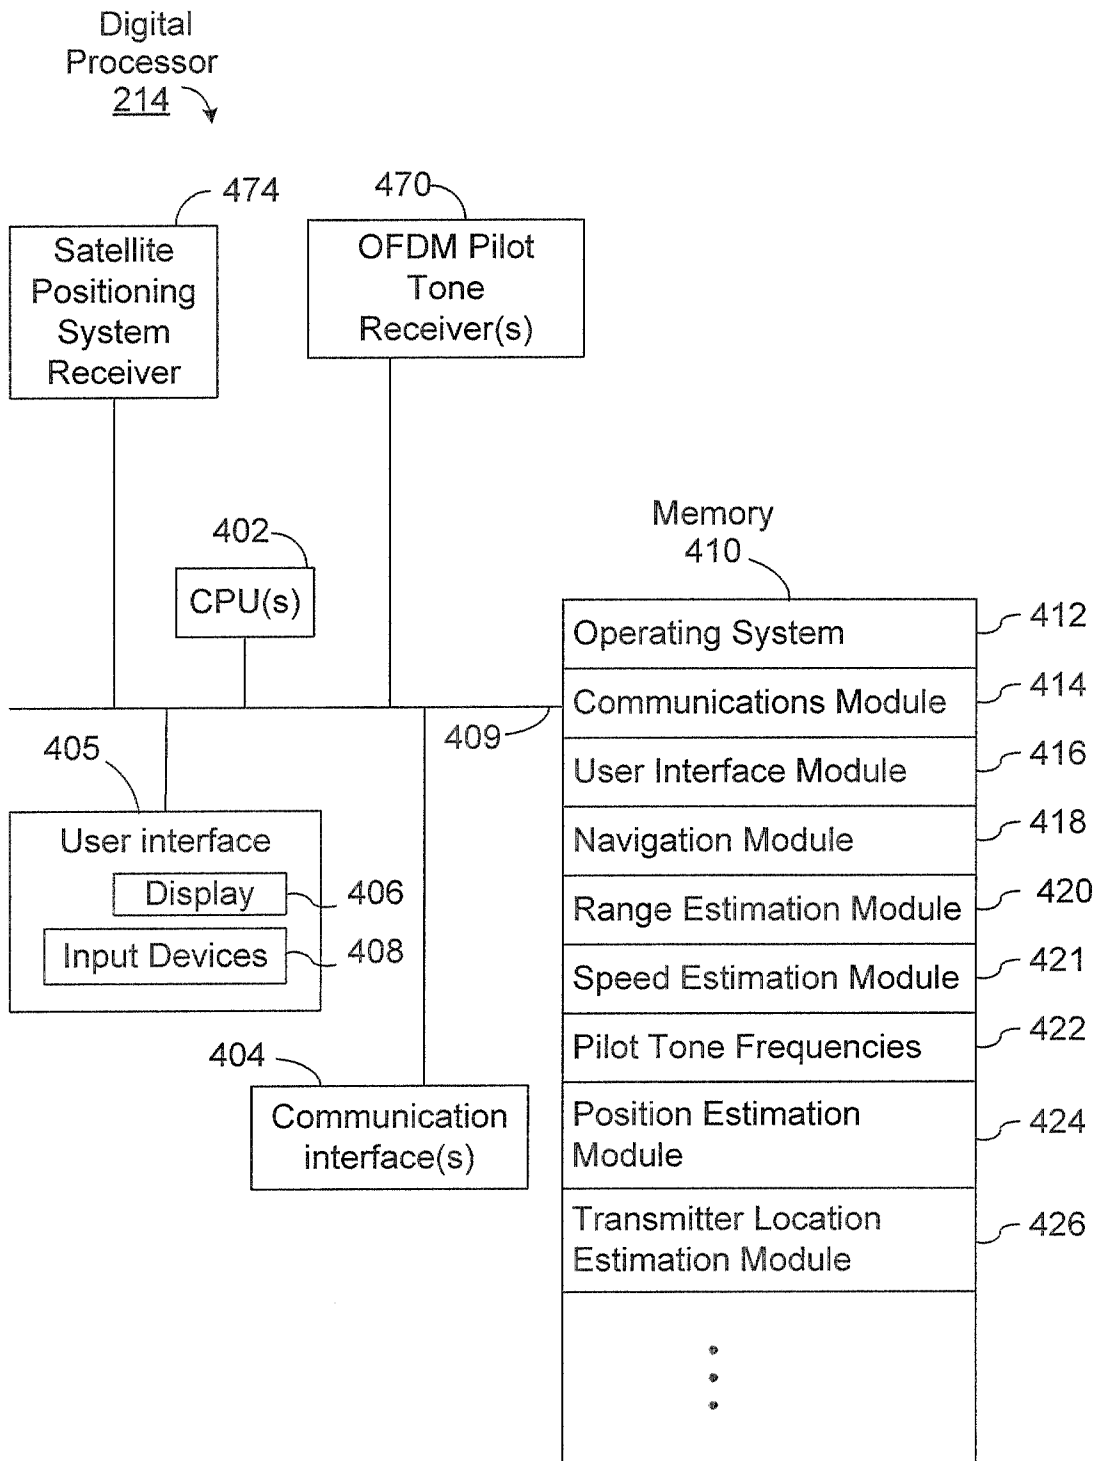 Digital
Processor
214
474
470
Satellite
Positioning
System
Receiver
OFDM Pilot
Tone
Receiver(s)
402
CPU(s)
Memory
410
Operating System
412
Communications Module
414
409
User Interface Module
416
405
Navigation Module
418
User interface
Display
406
Input Devices
408
Range Estimation Module
420
Speed Estimation Module
421
Pilot Tone Frequencies
422
404
Communication
interface(s)
Position Estimation
Module
424
Transmitter Location
Estimation Module
426